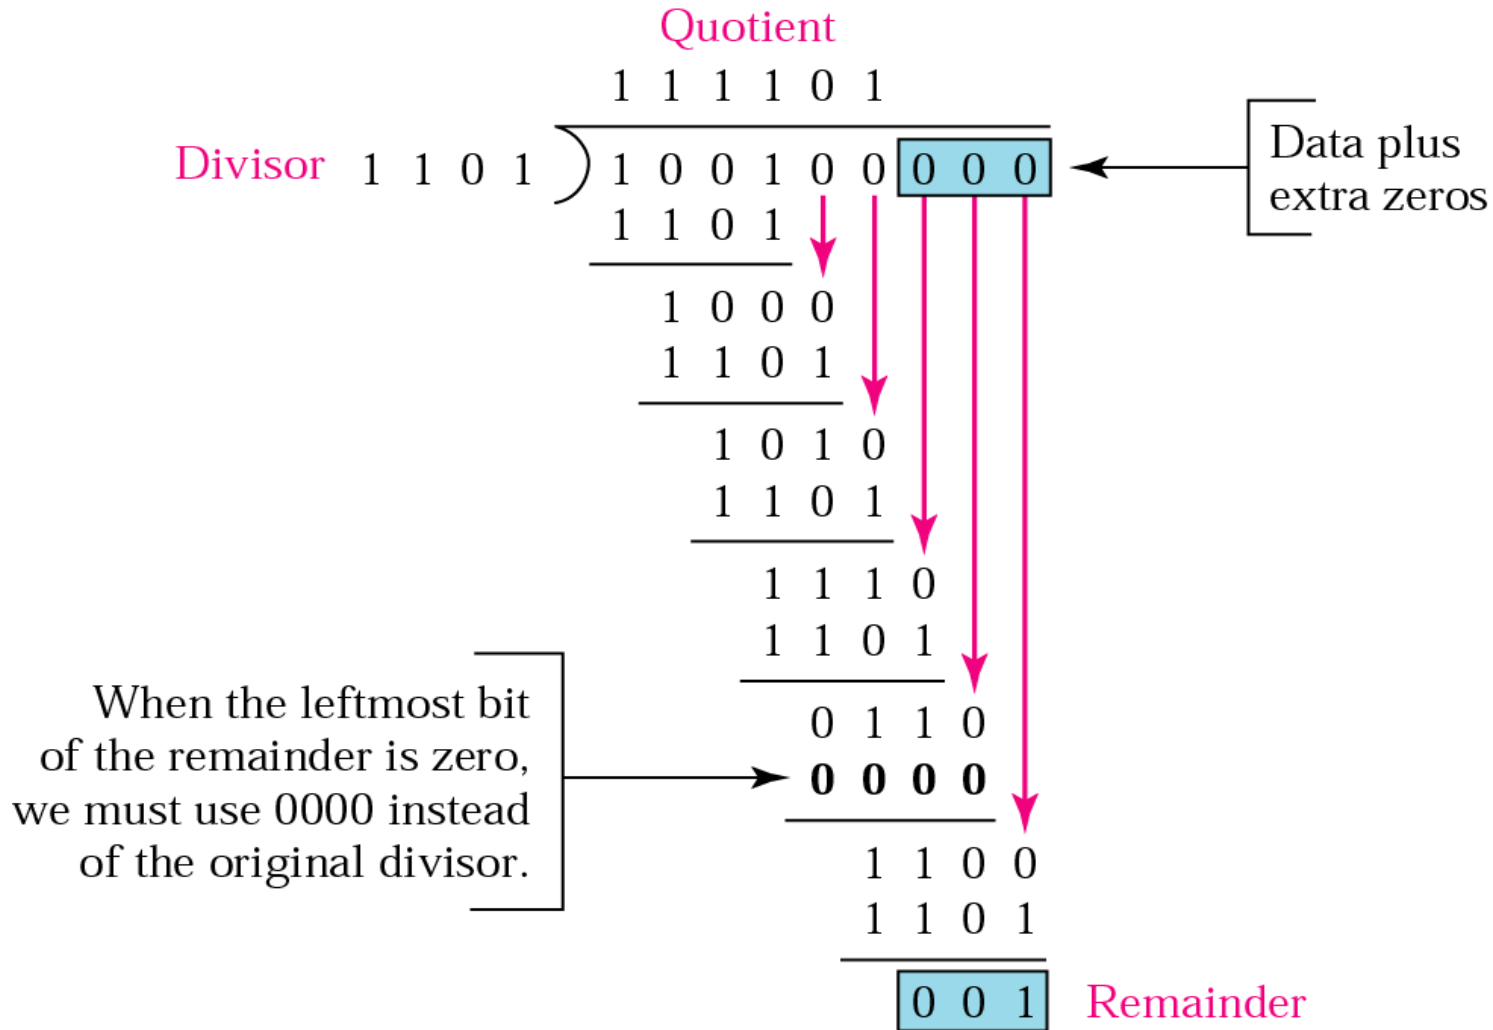 Quotient
1 1 1 1 0 1
Divisor 1 1 0 1 1 0 0 1 0 0 0 0 0
Data plus
extra zeros
1 1 0 1
1 0 0 0
1 1 0 1
1 0 1 0
1 1 0 1
1 1 1 0
1 1 0 1
When the leftmost bit
of the remainder is zero,
we must use 0000 instead
of the original divisor.
0 1 1 0
0 0 0 0
1 1 0 0
1 1 0 1
0 0 1 Remainder